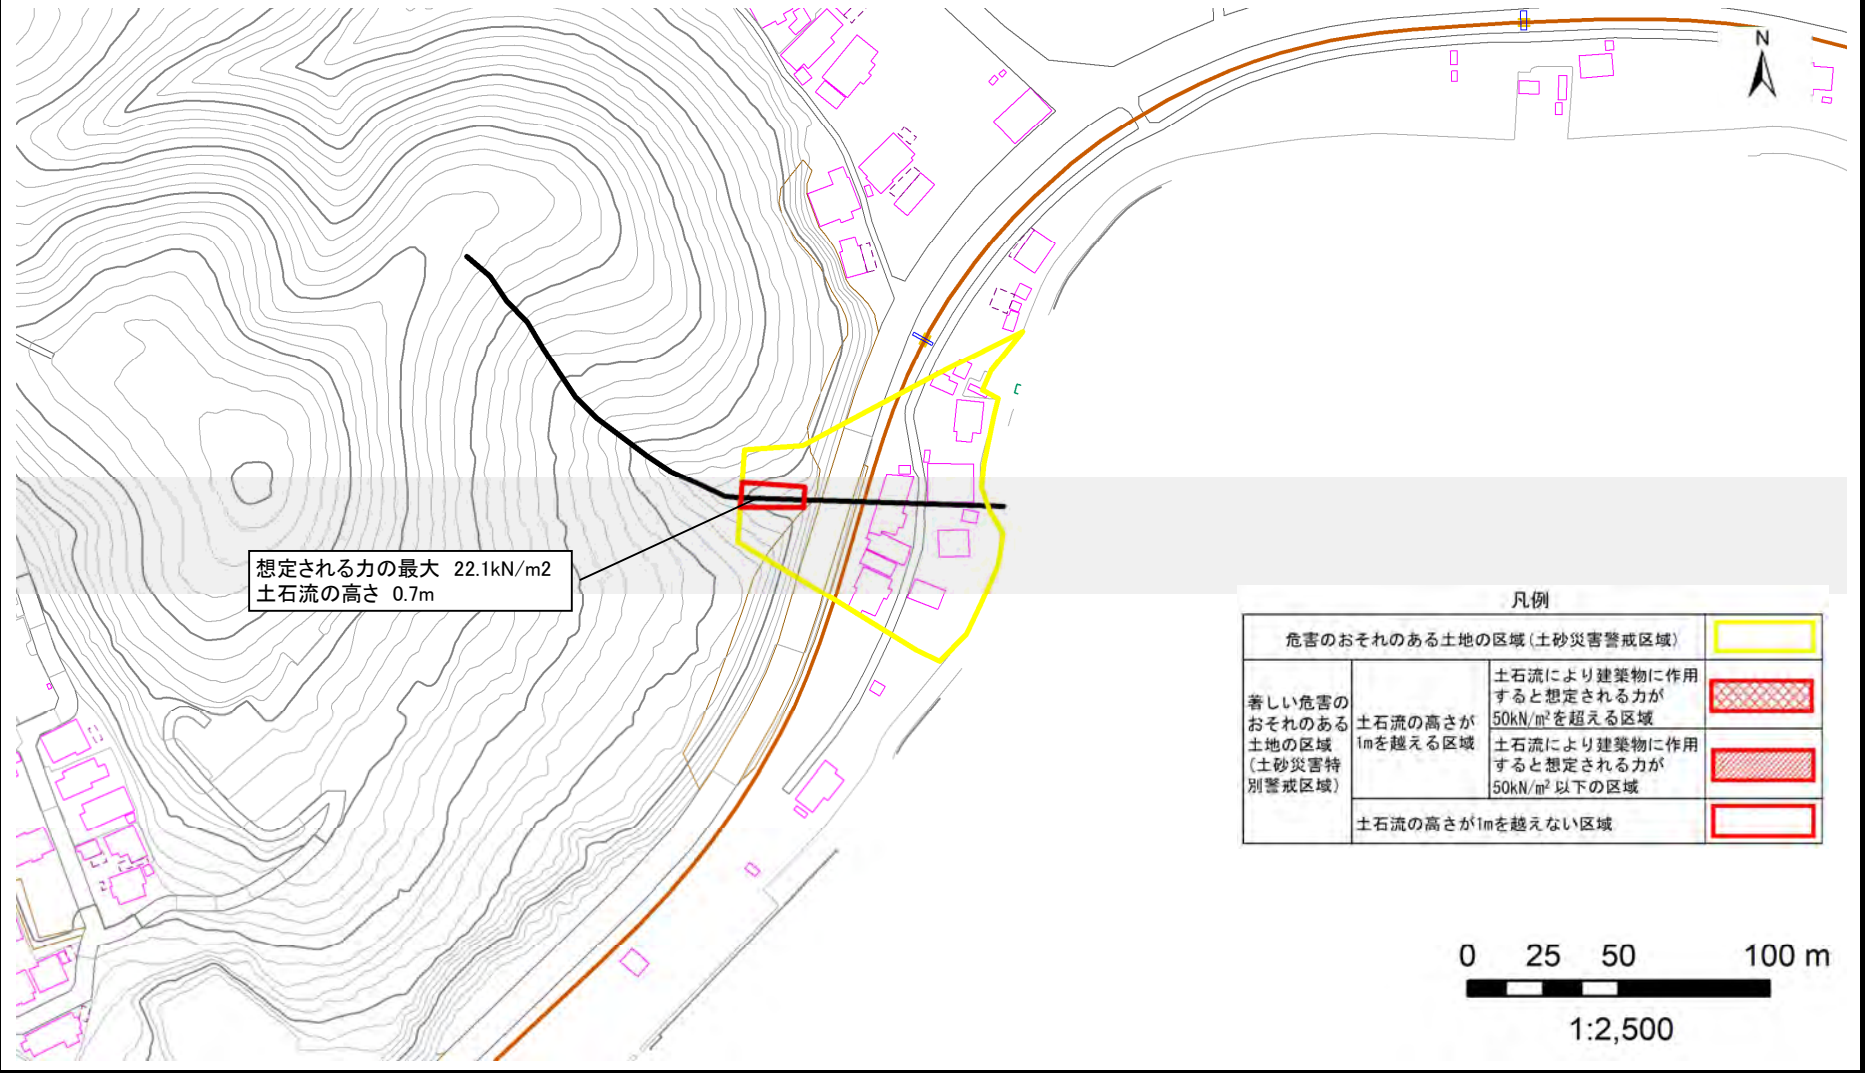 N
想定される力の最大 22.1kN/m2
土石流の高さ 0.7m
凡例
危害のおそれのある土地の区域(土砂災害警戒区域)
著しい危害の
おそれのある
土地の区域
(土砂災害特
別警戒区域)
土石流の高さが
1mを越える区域
土石流により建築物に作用
すると想定される力が
50kN/m²を超える区域
土石流により建築物に作用
すると想定される力が
50kN/m²以下の区域
土石流の高さが1mを越えない区域
0 25 50 100 m
1:2,500